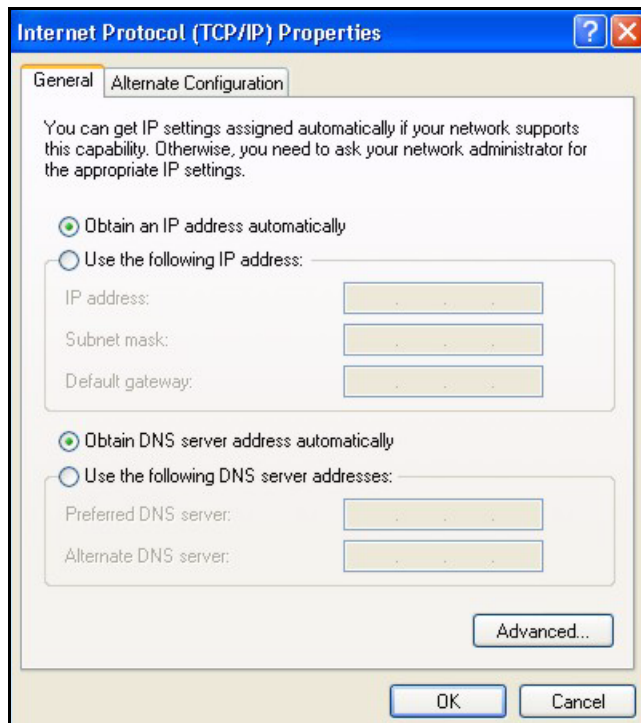 Internet Protocol (TCP/IP) Properties
General
Alternate Configuration
You can get IP settings assigned automatically if your network supports
this capability. Otherwise, you need to ask your network administrator for
the appropriate IP settings.
Obtain an IP address automatically
Use the following IP address:
IP address:
Subnet mask:
Default gateway:
Obtain DNS server address automatically
Use the following DNS server addresses:
Preferred DNS server:
Alternate DNS server:
Advanced...
OK
Cancel